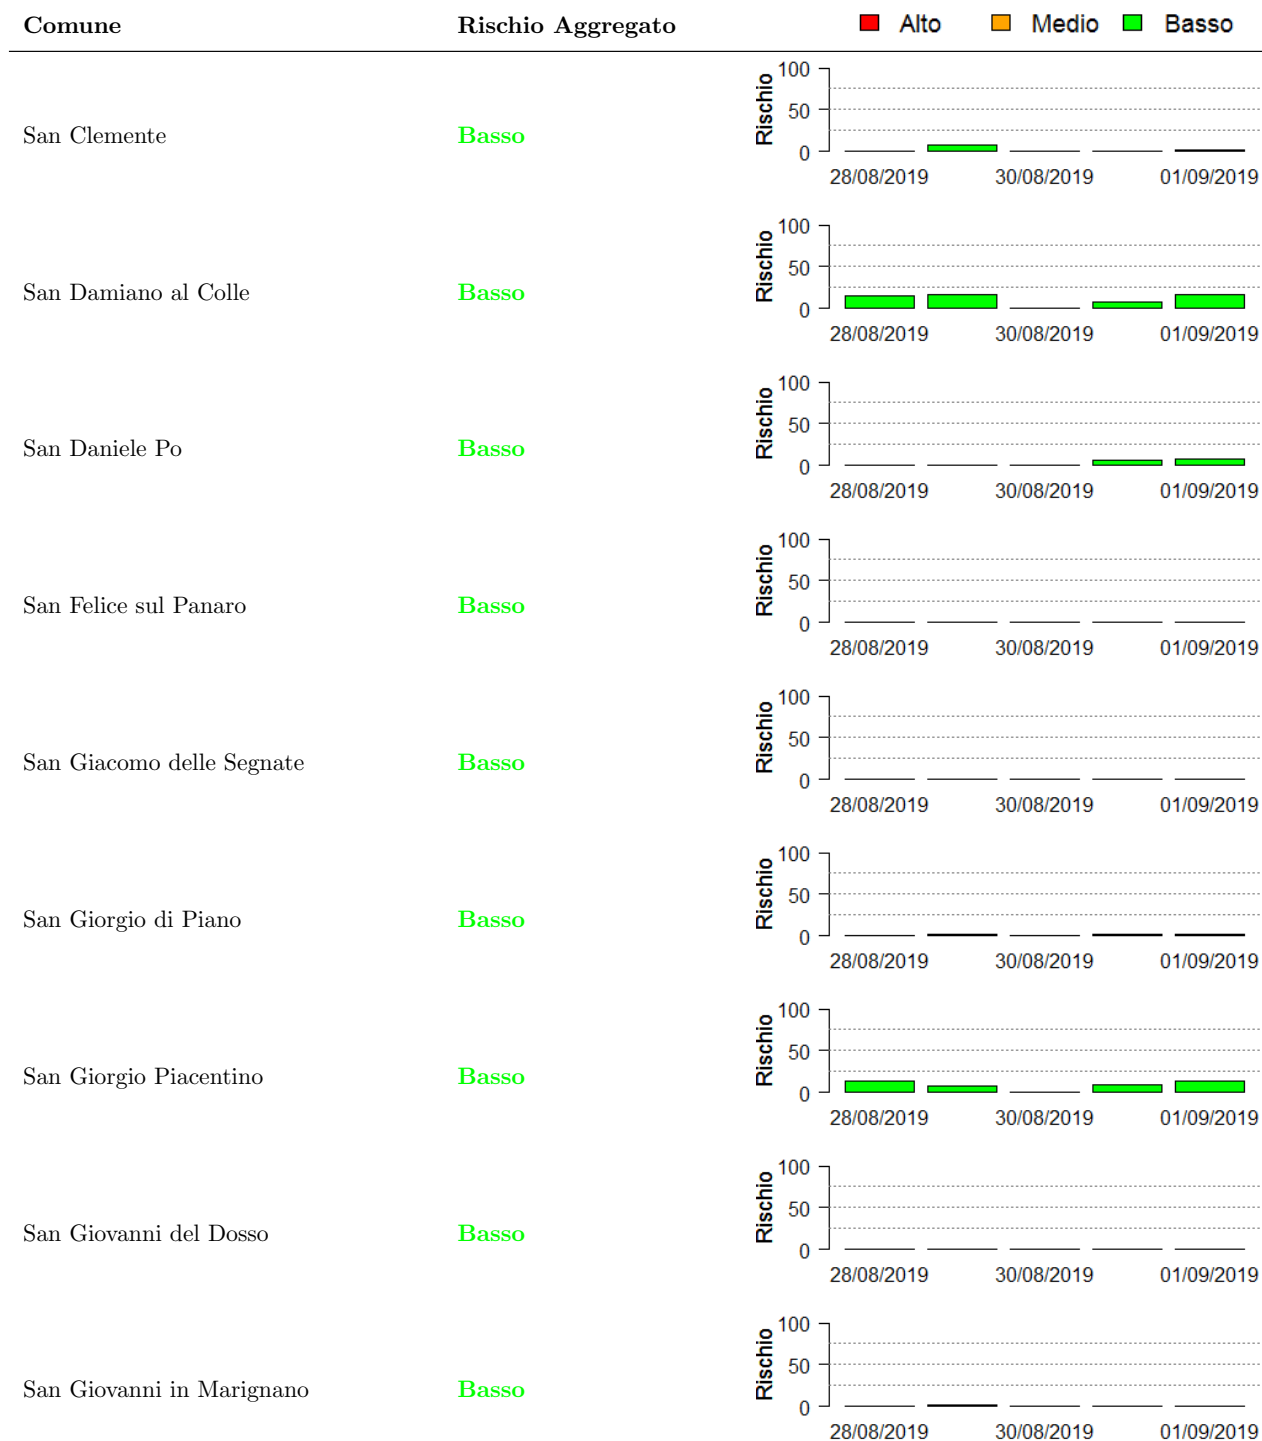 Comune Rischio Aggregato Alto Medio Basso
100
50
0
Rischio
San Clemente Basso
28/08/2019 30/08/2019 01/09/2019
100
50
0
Rischio
San Damiano al Colle Basso
28/08/2019 30/08/2019 01/09/2019
100
50
0
Rischio
San Daniele Po Basso
28/08/2019 30/08/2019 01/09/2019
100
50
0
Rischio
San Felice sul Panaro Basso
28/08/2019 30/08/2019 01/09/2019
100
50
0
Rischio
San Giacomo delle Segnate Basso
28/08/2019 30/08/2019 01/09/2019
100
50
0
Rischio
San Giorgio di Piano Basso
28/08/2019 30/08/2019 01/09/2019
100
50
0
Rischio
San Giorgio Piacentino Basso
28/08/2019 30/08/2019 01/09/2019
100
50
0
Rischio
San Giovanni del Dosso Basso
28/08/2019 30/08/2019 01/09/2019
100
50
0
Rischio
San Giovanni in Marignano Basso
28/08/2019 30/08/2019 01/09/2019